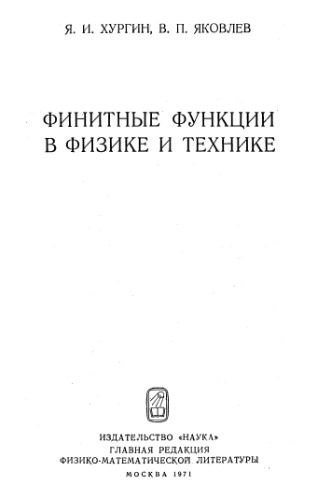 Я. И. ХУРГИН, В. П. ЯКОВЛЕВ
ФИНИТНЫЕ ФУНКЦИИ
В ФИЗИКЕ И ТЕХНИКЕ
ИЗДАТЕЛЬСТВО «НАУКА»
ГЛАВНАЯ РЕДАКЦИЯ
ФИЗИКО-МАТЕМАТИЧЕСКОЙ ЛИТЕРАТУРЫ
МОСКВА 1971